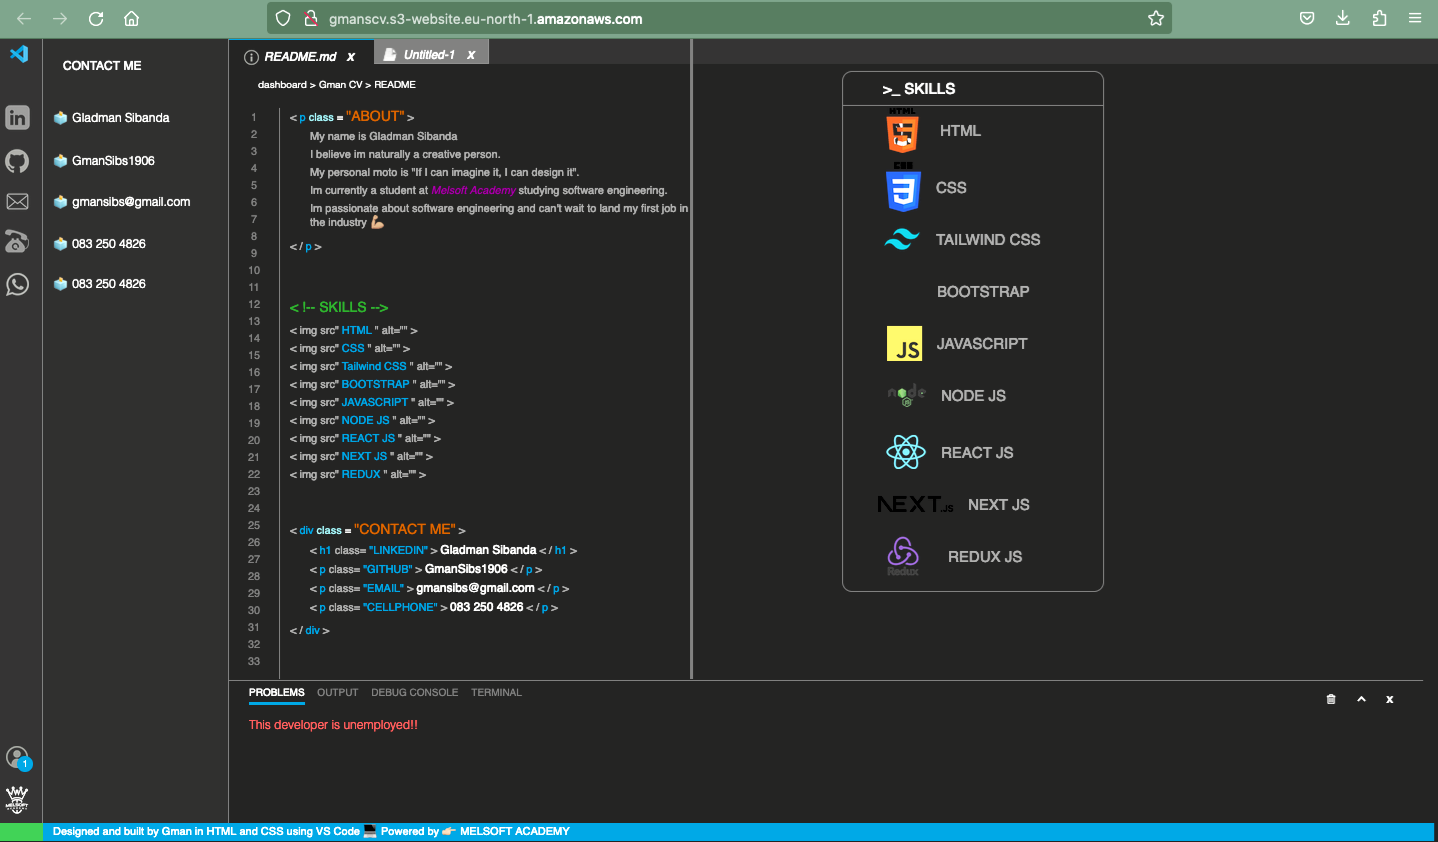 gmanscv.s3-website.eu-north-1.amazonaws.com
CONTACT ME
Gladman Sibanda
GmanSibs1906
gmansibs@gmail.com
083 250 4826
083 250 4826
1
MELSOFT
README.md x
Untitled-1 x
dashboard > Gman CV > README
1
2
3
4
5
6
7
8
9
10
11
12
13
14
15
16
17
18
19
20
21
22
23
24
25
26
27
28
29
30
31
32
33
< p class = "ABOUT" >
My name is Gladman Sibanda
I believe im naturally a creative person.
My personal moto is "If I can imagine it, I can design it".
Im currently a student at Melsoft Academy studying software engineering.
Im passionate about software engineering and can't wait to land my first job in
the industry 💪🏼
< / p >
< !-- SKILLS -->
< img src" HTML " alt="" >
< img src" CSS " alt="" >
< img src" Tailwind CSS " alt="" >
< img src" BOOTSTRAP " alt="" >
< img src" JAVASCRIPT " alt="" >
< img src" NODE JS " alt="" >
< img src" REACT JS " alt="" >
< img src" NEXT JS " alt="" >
< img src" REDUX " alt="" >
< div class = "CONTACT ME" >
< h1 class= "LINKEDIN" > Gladman Sibanda < / h1 >
< p class= "GITHUB" > GmanSibs1906 < / p >
< p class= "EMAIL" > gmansibs@gmail.com < / p >
< p class= "CELLPHONE" > 083 250 4826 < / p >
< / div >
>_ SKILLS
HTML
HTML
CSS
CSS
TAILWIND CSS
BOOTSTRAP
JS JAVASCRIPT
node JS NODE JS
REACT JS
NEXT.JS NEXT JS
Redux REDUX JS
PROBLEMS OUTPUT DEBUG CONSOLE TERMINAL
x
This developer is unemployed!!
Designed and built by Gman in HTML and CSS using VS Code 💻 Powered by 👉🏻 MELSOFT ACADEMY